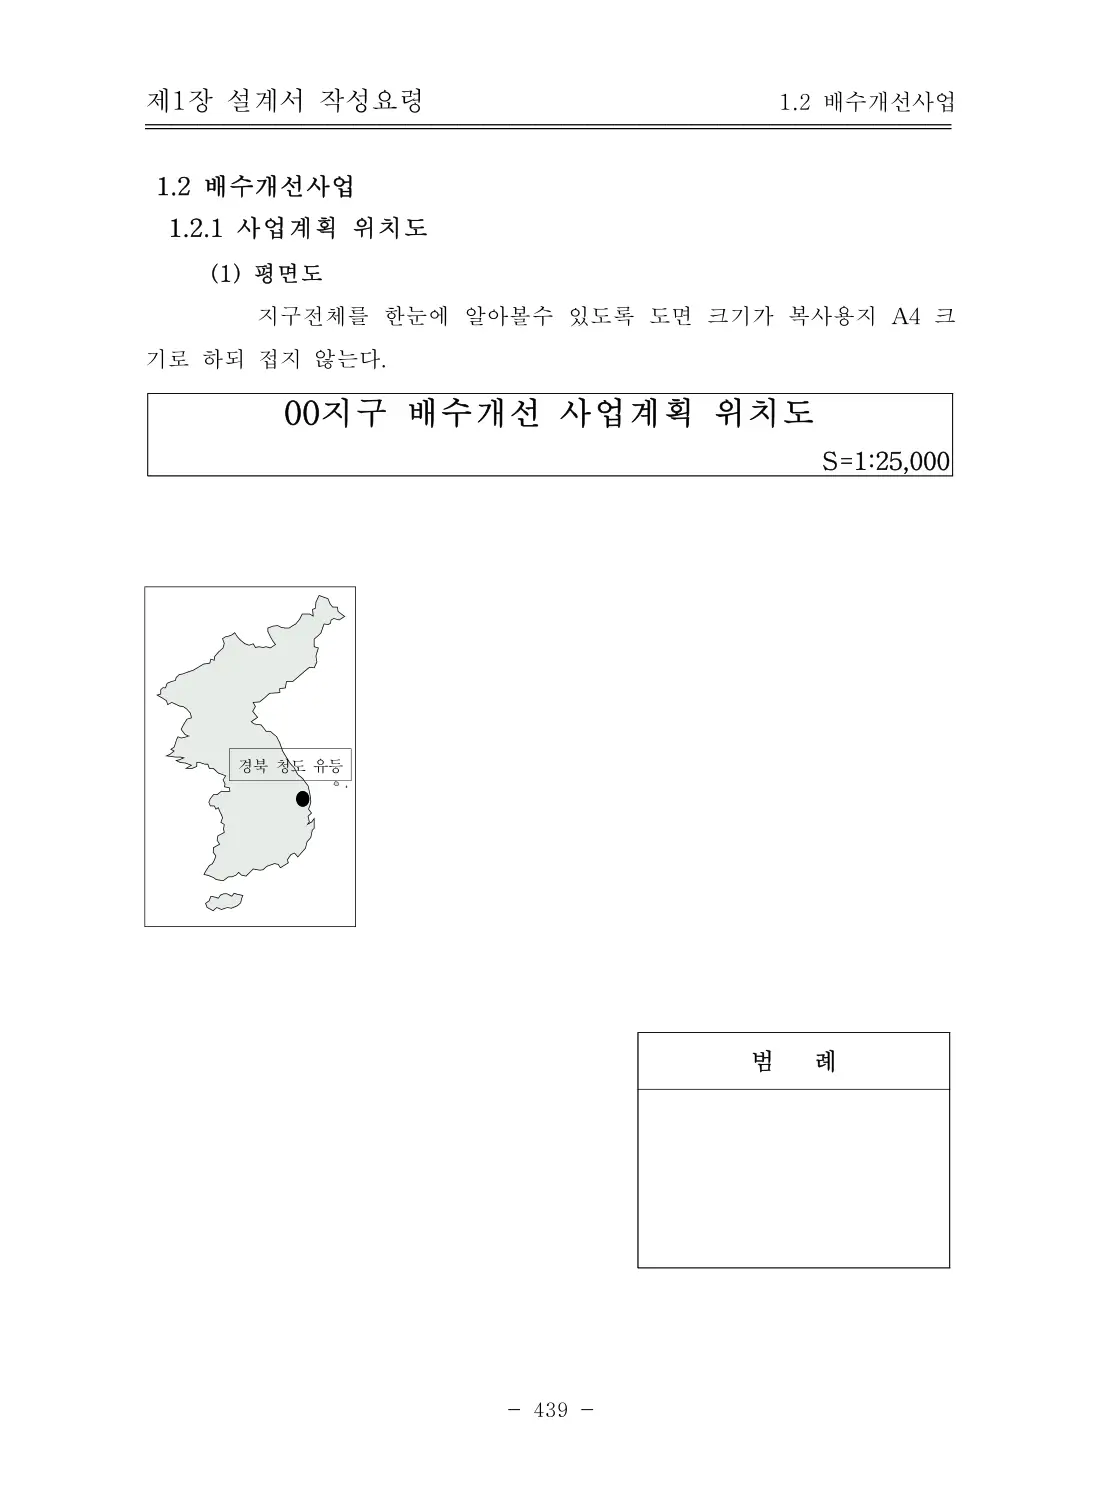 제1장 설계서 작성요령
1.2 배수개선사업
1.2 배수개선사업
1.2.1 사업계획 위치도
(1) 평면도
지구전체를 한눈에 알아볼수 있도록 도면 크기가 복사용지 A4 크
기로 하되 접지 않는다.
00지구 배수개선 사업계획 위치도
S=1:25,000
경북 청도 유등
범 례
- 439 -